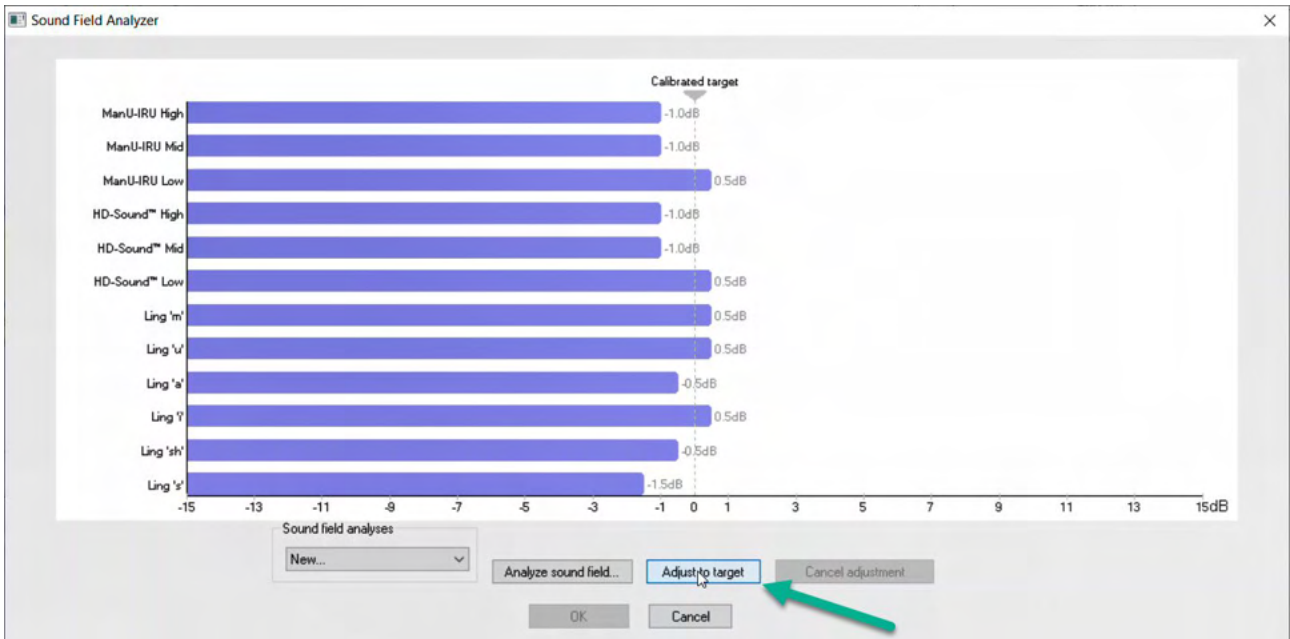 Sound Field Analyzer
Calibrated target
ManU-IRU High -1.0dB
ManU-IRU Mid -1.0dB
ManU-IRU Low 0.5dB
HD-Sound™ High -1.0dB
HD-Sound™ Mid -1.0dB
HD-Sound™ Low 0.5dB
Ling 'm' 0.5dB
Ling 'u' 0.5dB
Ling 'a' -0.5dB
Ling 'i' 0.5dB
Ling 'sh' -0.5dB
Ling 's' -1.5dB
-15 -13 -11 -9 -7 -5 -3 -1 0 1 3 5 7 9 11 13 15dB
Sound field analyses
New...
Analyze sound field... Adjust to target Cancel adjustment
OK Cancel